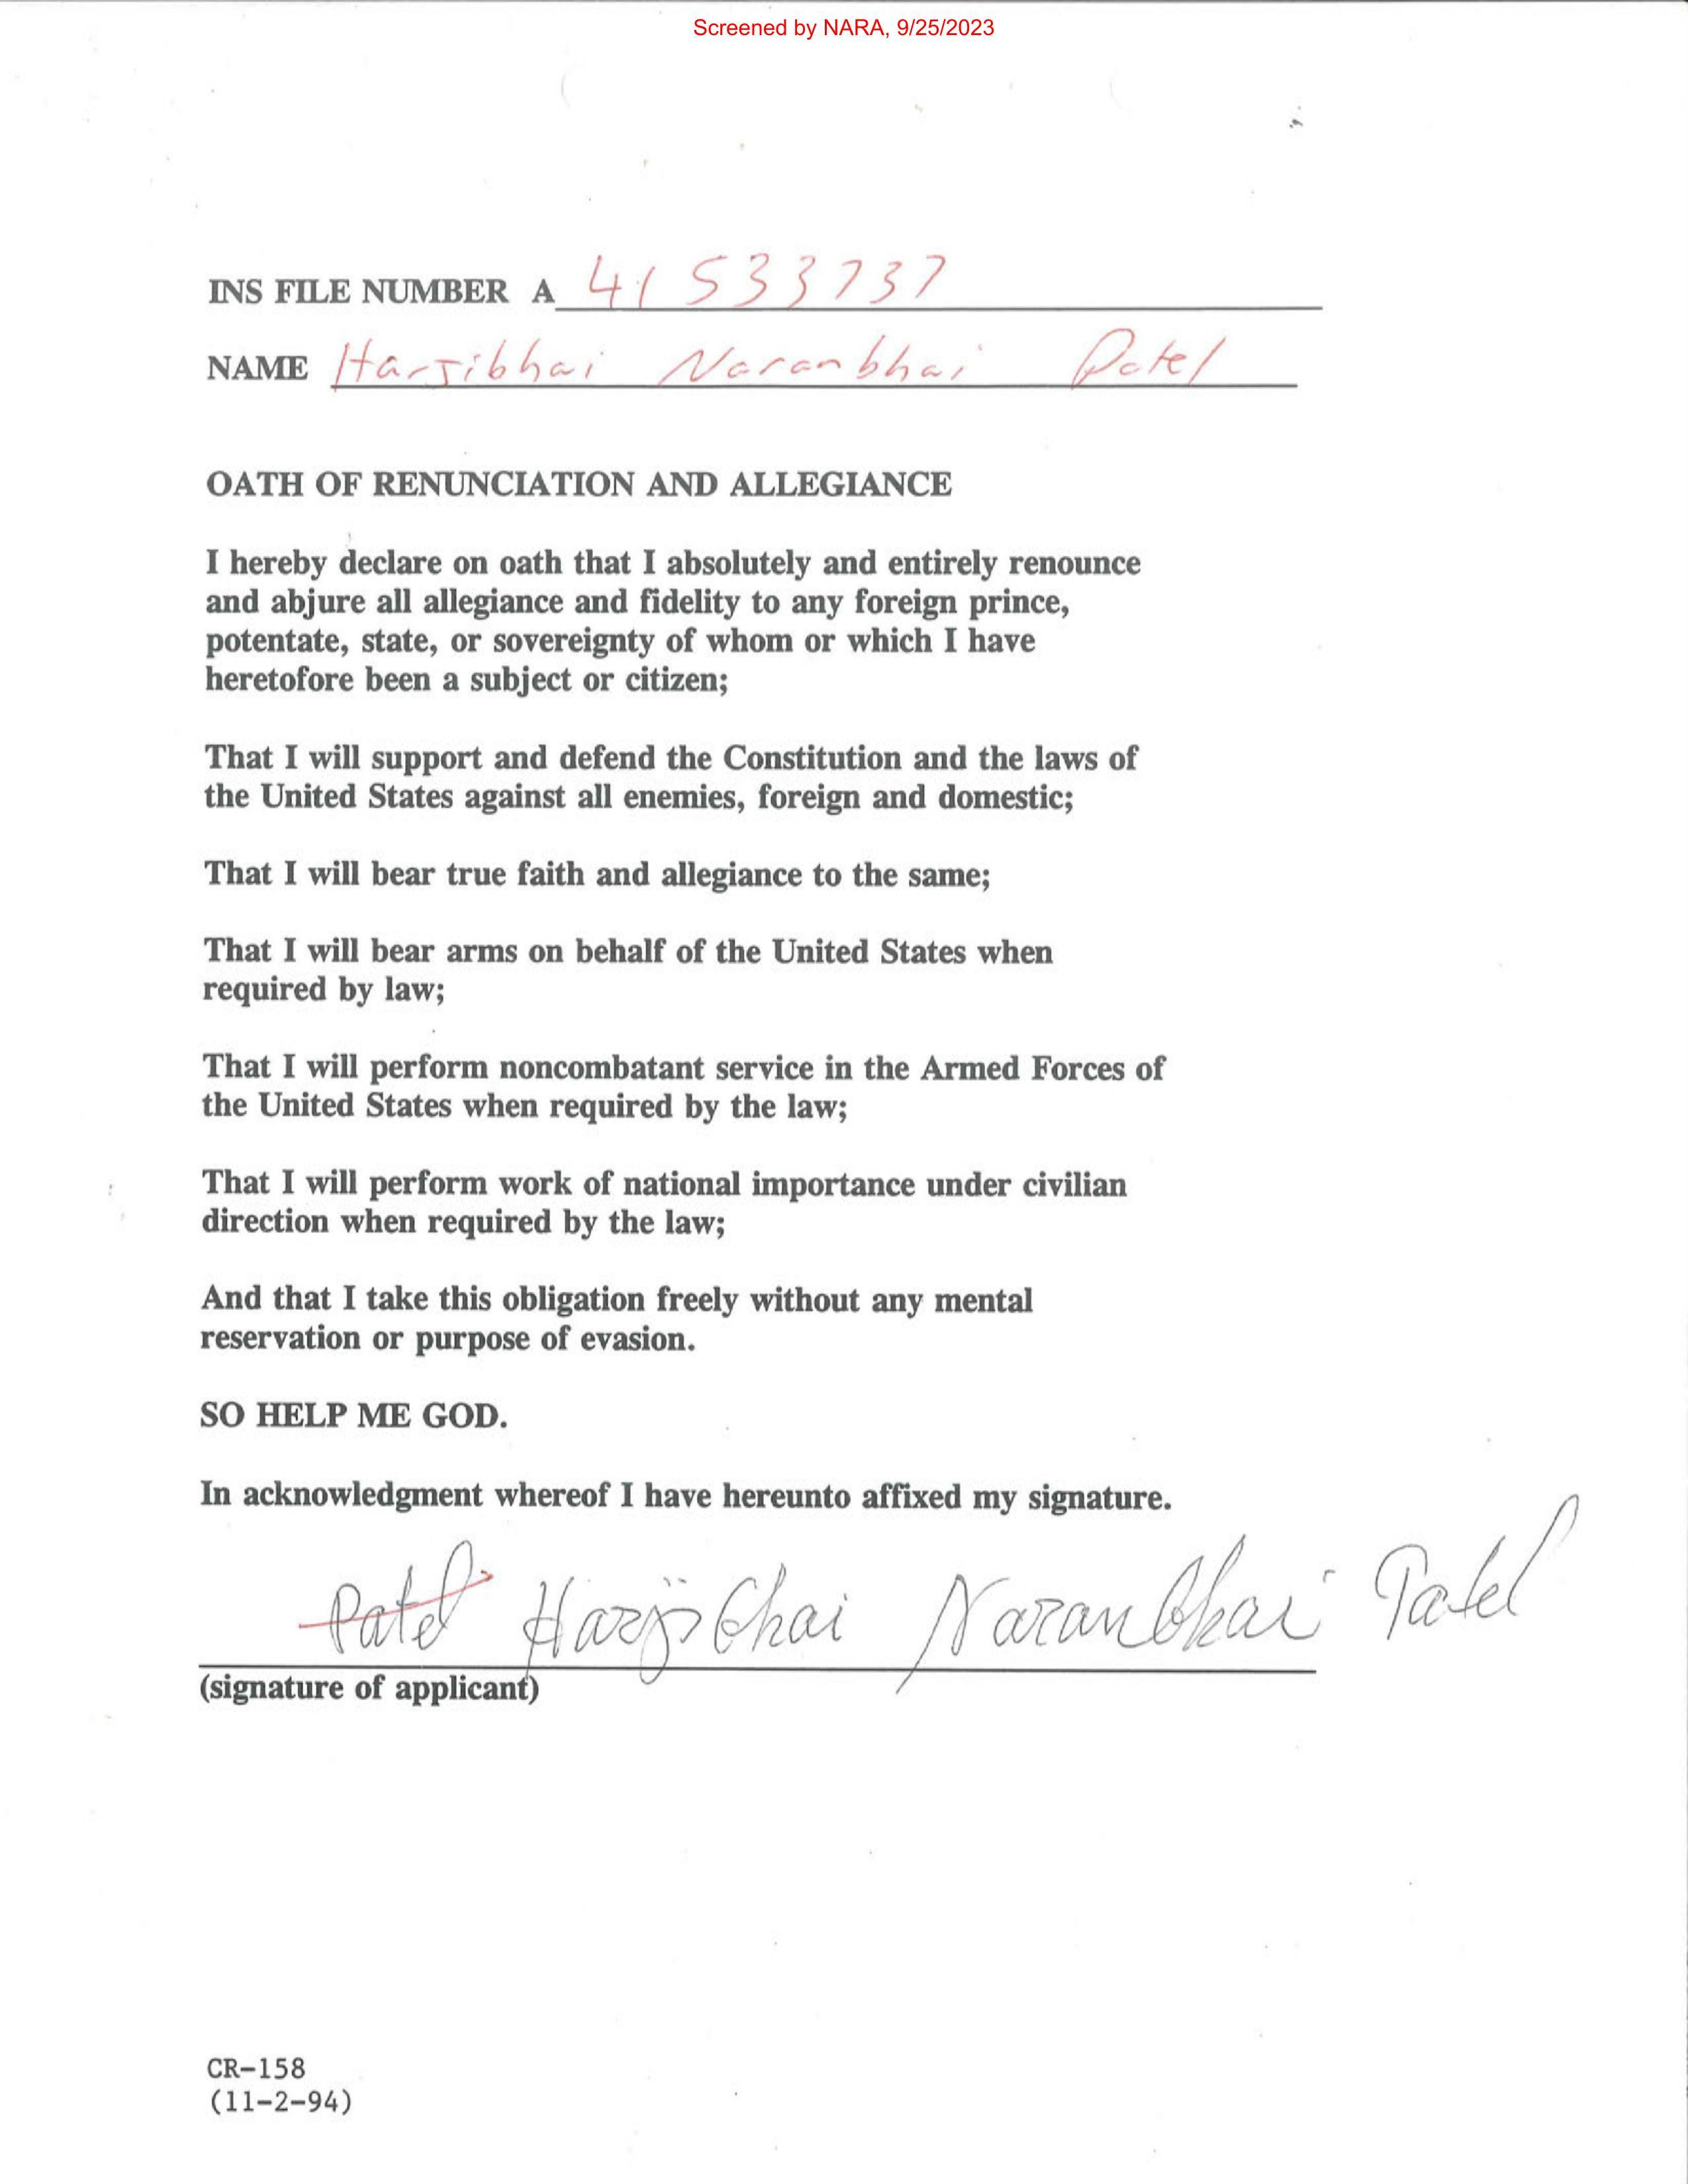 Screened by NARA, 9/25/2023
INS FILE NUMBER A 41 533737
NAME Harjibhai Naranbhai Patel
OATH OF RENUNCIATION AND ALLEGIANCE
I hereby declare on oath that I absolutely and entirely renounce
and abjure all allegiance and fidelity to any foreign prince,
potentate, state, or sovereignty of whom or which I have
heretofore been a subject or citizen;
That I will support and defend the Constitution and the laws of
the United States against all enemies, foreign and domestic;
That I will bear true faith and allegiance to the same;
That I will bear arms on behalf of the United States when
required by law;
That I will perform noncombatant service in the Armed Forces of
the United States when required by the law;
That I will perform work of national importance under civilian
direction when required by the law;
And that I take this obligation freely without any mental
reservation or purpose of evasion.
SO HELP ME GOD.
In acknowledgment whereof I have hereunto affixed my signature.
Patel Harjibhai Naranbhai Patel
(signature of applicant)
CR-158
(11-2-94)